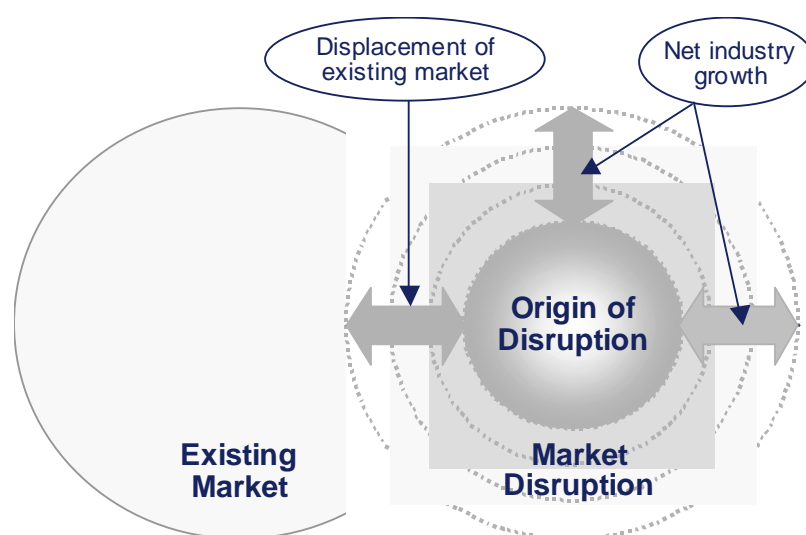 Displacement of
existing market
Net industry
growth
Origin of
Disruption
Existing
Market
Market
Disruption